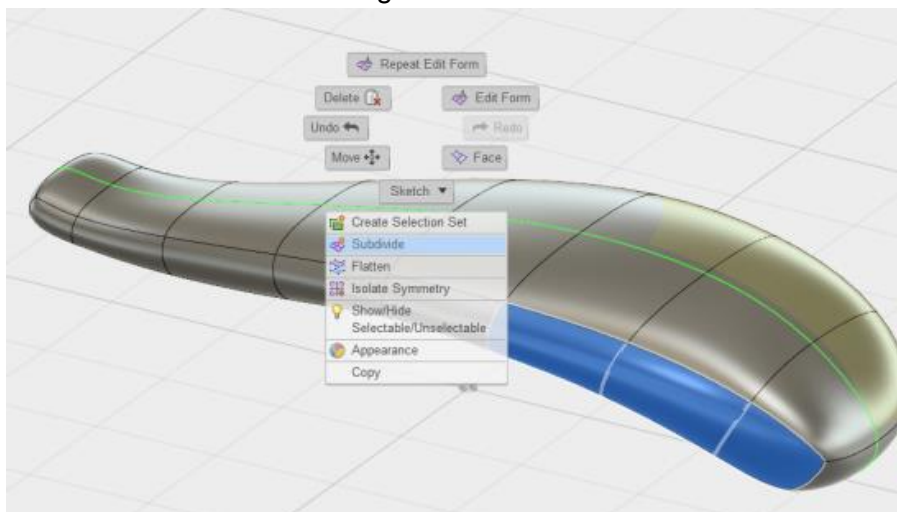 Repeat Edit Form
Delete
Edit Form
Undo
Redo
Move
Face
Sketch
Create Selection Set
Subdivide
Flatten
Isolate Symmetry
Show/Hide
Selectable/Unselectable
Appearance
Copy